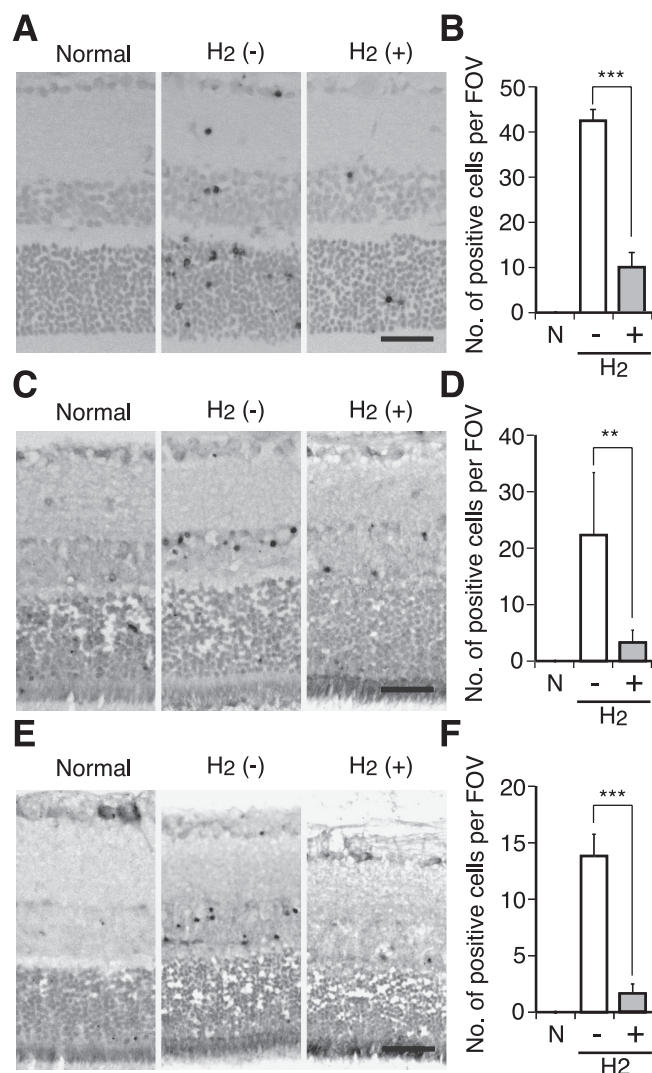 A
Normal
H2 (-)
H2 (+)
B
No. of positive cells per FOV
50
40
30
20
10
0
***
N
-
+
H2
C
Normal
H2 (-)
H2 (+)
D
No. of positive cells per FOV
40
30
20
10
0
**
N
-
+
H2
E
Normal
H2 (-)
H2 (+)
F
No. of positive cells per FOV
20
15
10
5
0
***
N
-
+
H2